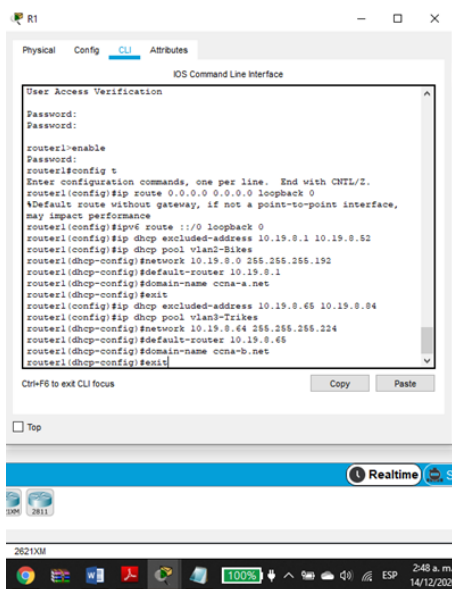 R1
Physical Config CLI Attributes
IOS Command Line Interface
User Access Verification
Password:
Password:
router1>enable
Password:
router1#config t
Enter configuration commands, one per line. End with CNTL/Z.
router1(config)#ip route 0.0.0.0 0.0.0.0 loopback 0
%Default route without gateway, if not a point-to-point interface,
may impact performance
router1(config)#ipv6 route ::/0 loopback 0
router1(config)#ip dhcp excluded-address 10.19.8.1 10.19.8.52
router1(config)#ip dhcp pool vlan2-Bikes
router1(dhcp-config)#network 10.19.8.0 255.255.255.192
router1(dhcp-config)#default-router 10.19.8.1
router1(dhcp-config)#domain-name ccna-a.net
router1(dhcp-config)#exit
router1(config)#ip dhcp excluded-address 10.19.8.65 10.19.8.84
router1(config)#ip dhcp pool vlan3-Trikes
router1(dhcp-config)#network 10.19.8.64 255.255.255.224
router1(dhcp-config)#default-router 10.19.8.65
router1(dhcp-config)#domain-name ccna-b.net
router1(dhcp-config)#exit
Ctrl+F6 to exit CLI focus Copy Paste
Top
Realtime S
2811
2621XM
100% ESP 2:48 a. m.
14/12/202